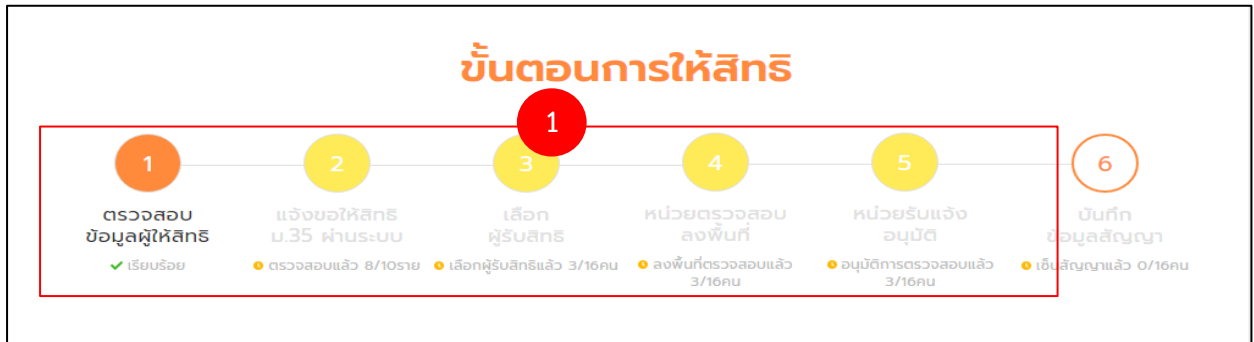 ขั้นตอนการให้สิทธิ
1
1 2 3 4 5 6
ตรวจสอบ แจ้งขอให้สิทธิ เลือก หน่วยตรวจสอบ หน่วยรับแจ้ง บันทึก
ข้อมูลผู้ให้สิทธิ ม.35 ผ่านระบบ ผู้รับสิทธิ ลงพื้นที่ อนุมัติ ข้อมูลสัญญา
เรียบร้อย ตรวจสอบแล้ว 8/10ราย เลือกผู้รับสิทธิแล้ว 3/16คน ลงพื้นที่ตรวจสอบแล้ว อนุมัติการตรวจสอบแล้ว เซ็นสัญญาแล้ว 0/16คน
3/16คน 3/16คน